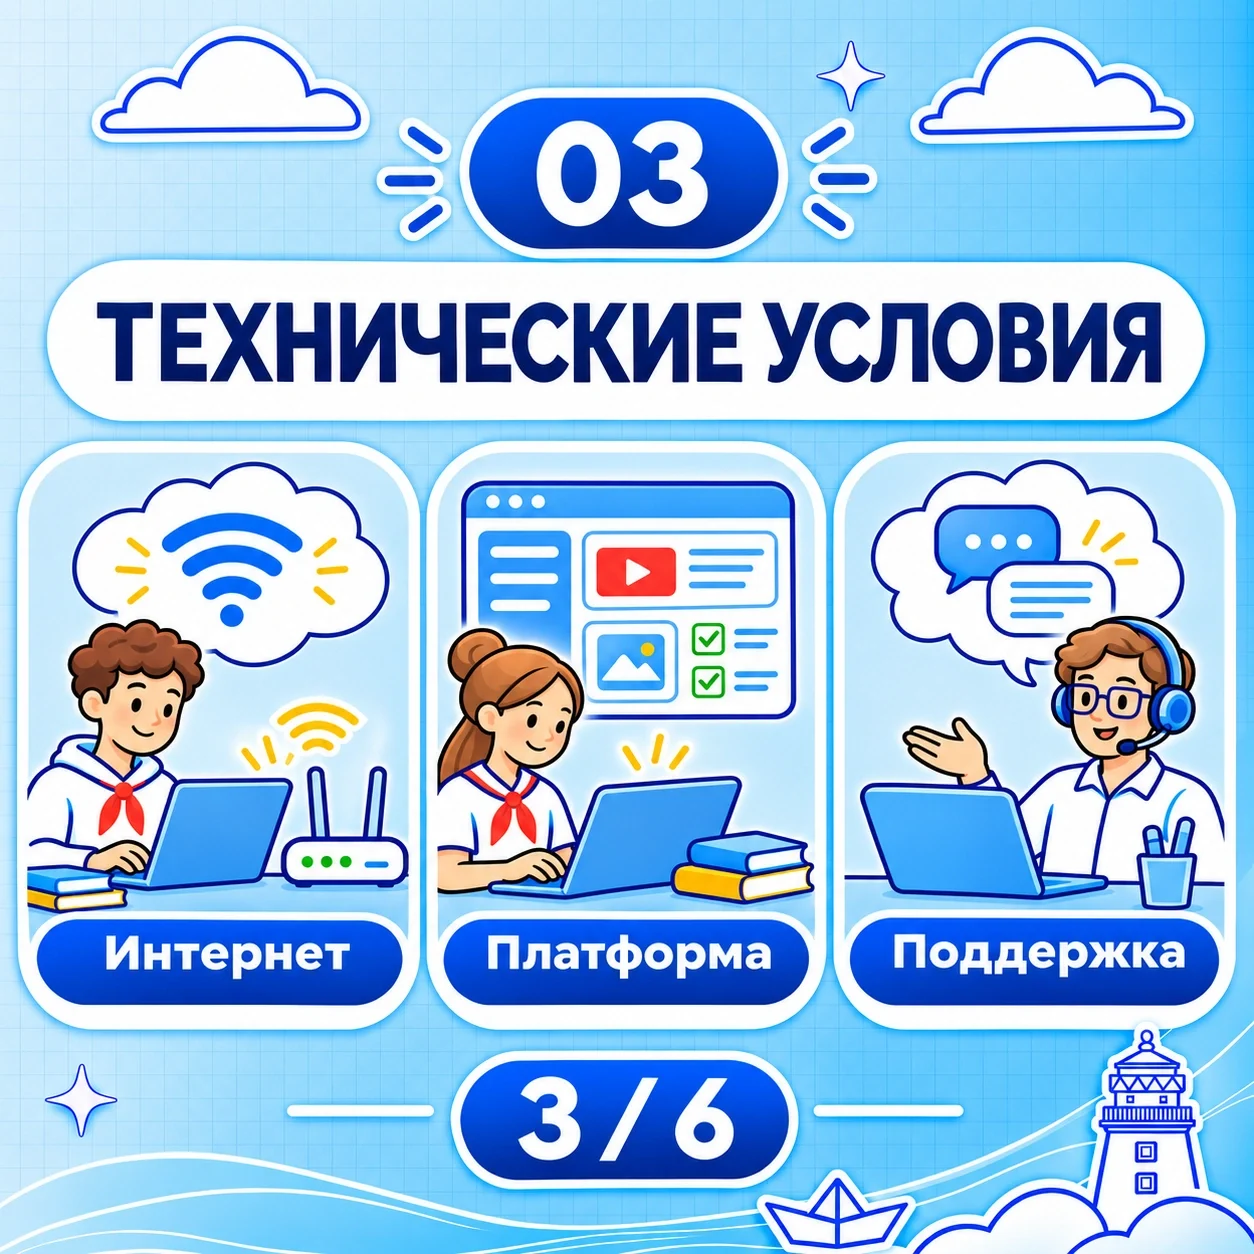 03
ТЕХНИЧЕСКИЕ УСЛОВИЯ
Интернет
Платформа
Поддержка
3/6